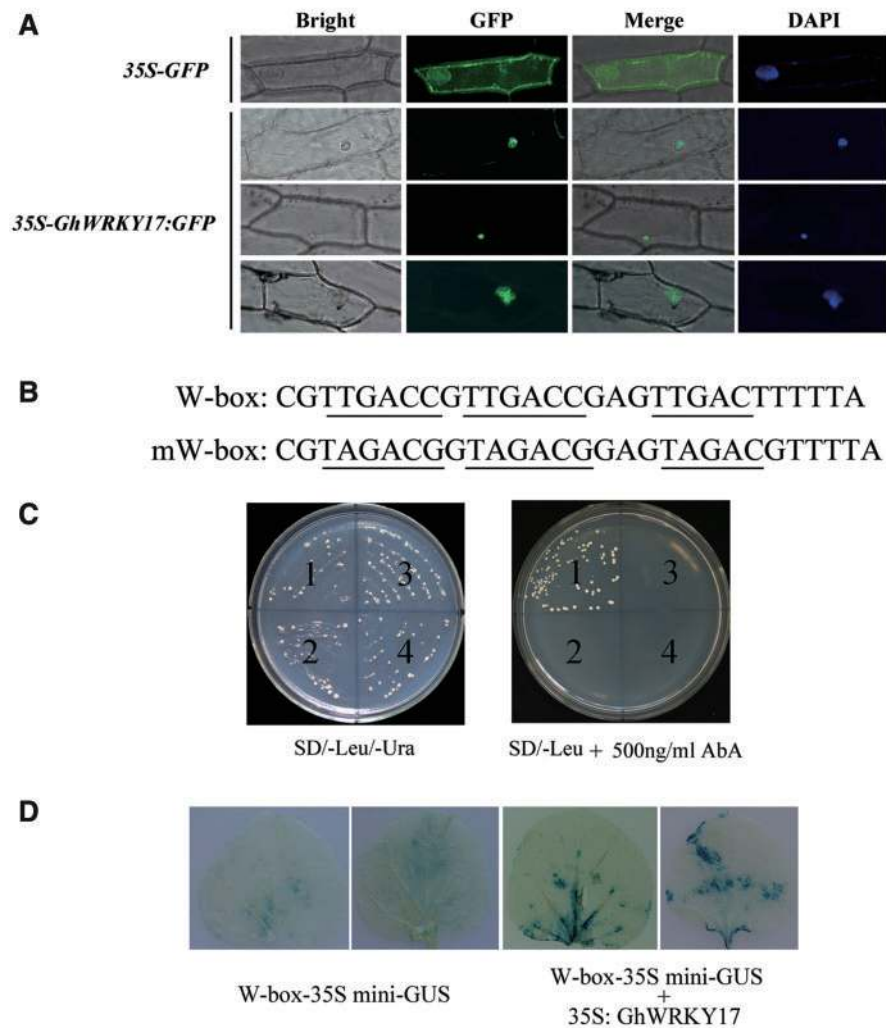 A
Bright GFP Merge DAPI
35S-GFP
35S-GhWRKY17:GFP
B
W-box: CGTTGACCGTTGACCGAGTTGACTTTTTA
mW-box: CGTAGACGGTAGACGGAGTAGACGTTTTA
C
1 3
2 4
1 3
2 4
SD/-Leu/-Ura
SD/-Leu + 500ng/ml AbA
D
W-box-35S mini-GUS
W-box-35S mini-GUS
+
35S: GhWRKY17